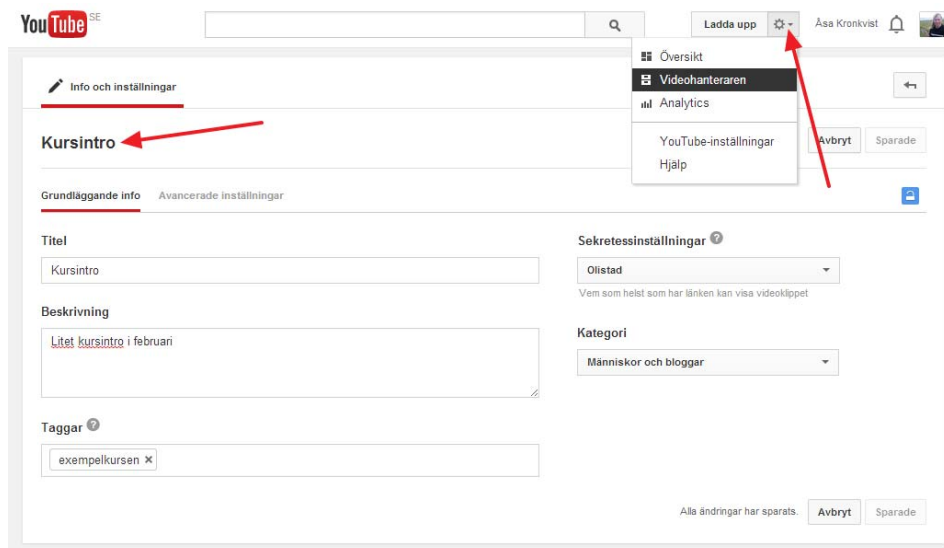 YouTube SE
Ladda upp
Åsa Kronkvist
Översikt
Videohanteraren
Analytics
YouTube-inställningar
Hjälp
Info och inställningar
Kursintro
Avbryt Sparade
Grundläggande info Avancerade inställningar
Titel
Kursintro
Beskrivning
Litet kursintro i februari
Taggar ?
exempelkursen ×
Sekretessinställningar ?
Olistad
Vem som helst som har länken kan visa videoklippet
Kategori
Människor och bloggar
Alla ändringar har sparats. Avbryt Sparade